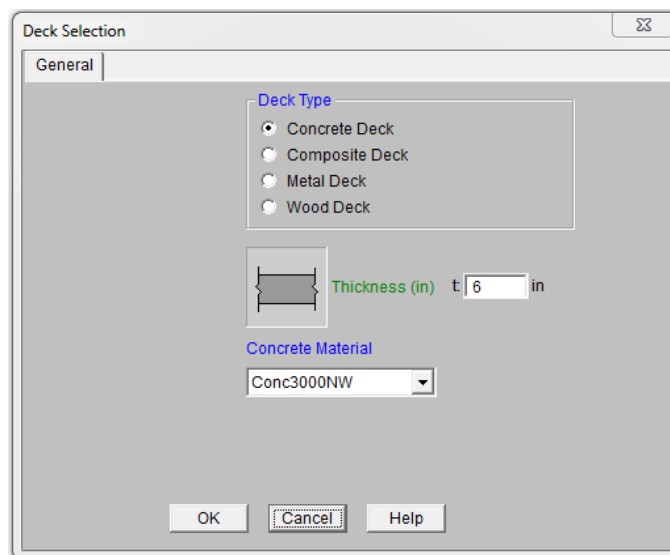 Deck Selection
General
Deck Type
Concrete Deck
Composite Deck
Metal Deck
Wood Deck
Thickness (in) t: 6 in
Concrete Material
Conc3000NW
OK Cancel Help